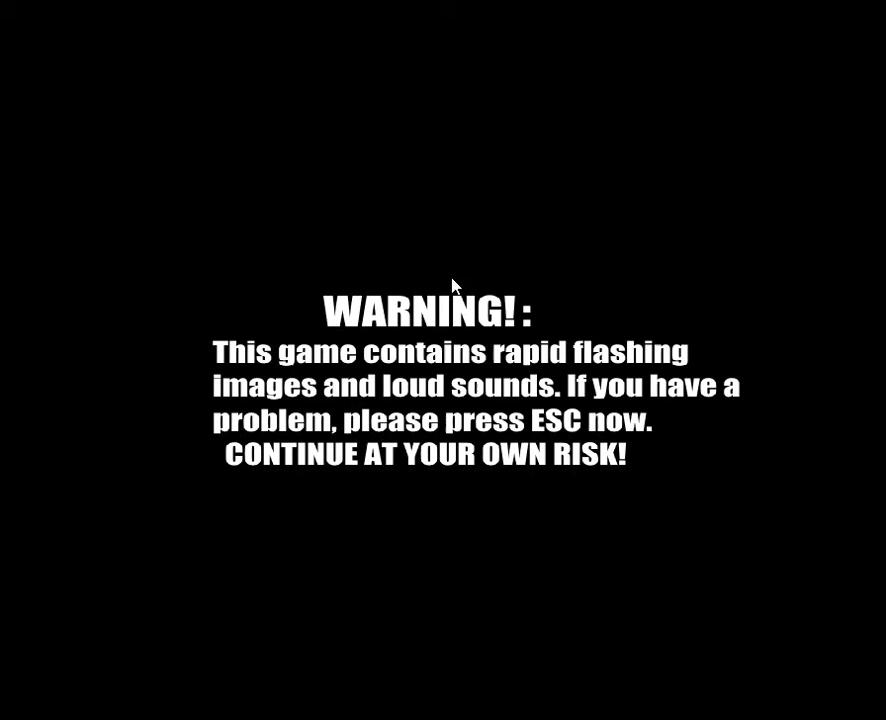 WARNING! :
This game contains rapid flashing
images and loud sounds. If you have a
problem, please press ESC now.
CONTINUE AT YOUR OWN RISK!